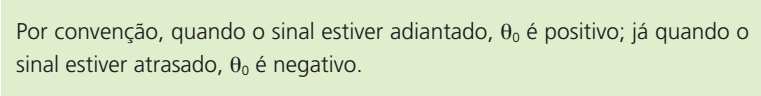 Por convenção, quando o sinal estiver adiantado, θ₀ é positivo; já quando o
sinal estiver atrasado, θ₀ é negativo.